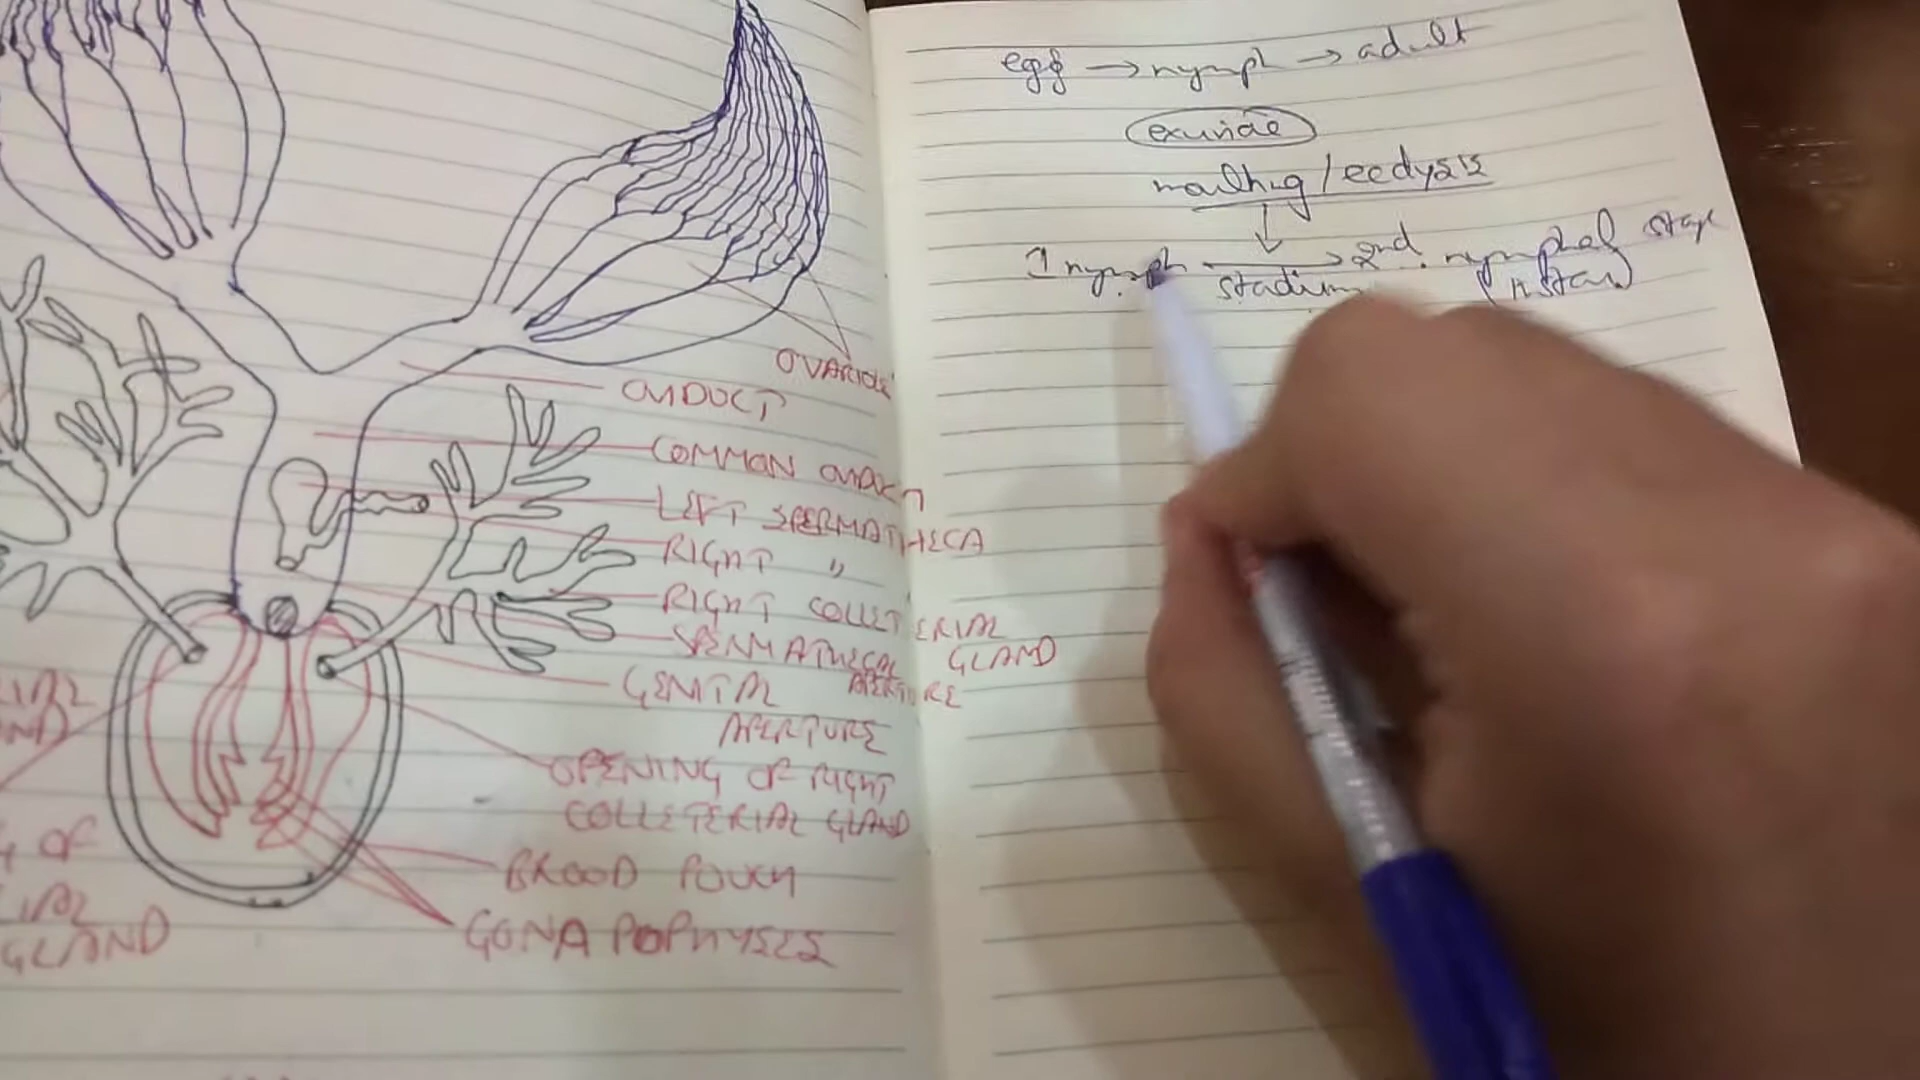 OVARIOLE
OVIDUCT
COMMON OVIDUCT
LEFT SPERMATHECA
RIGHT "
RIGHT COLLETERIAL
GLAND
SPERMATHECAL
APERTURE
GENITAL
APERTURE
OPENING OF RIGHT
COLLETERIAL GLAND
BROOD POUCH
GONAPOPHYSIS
OF
GLAND
egg → nymph → adult
exuviae
moulting / ecdysis
1 nymph → 2nd nymphal stage
stadium (instar)